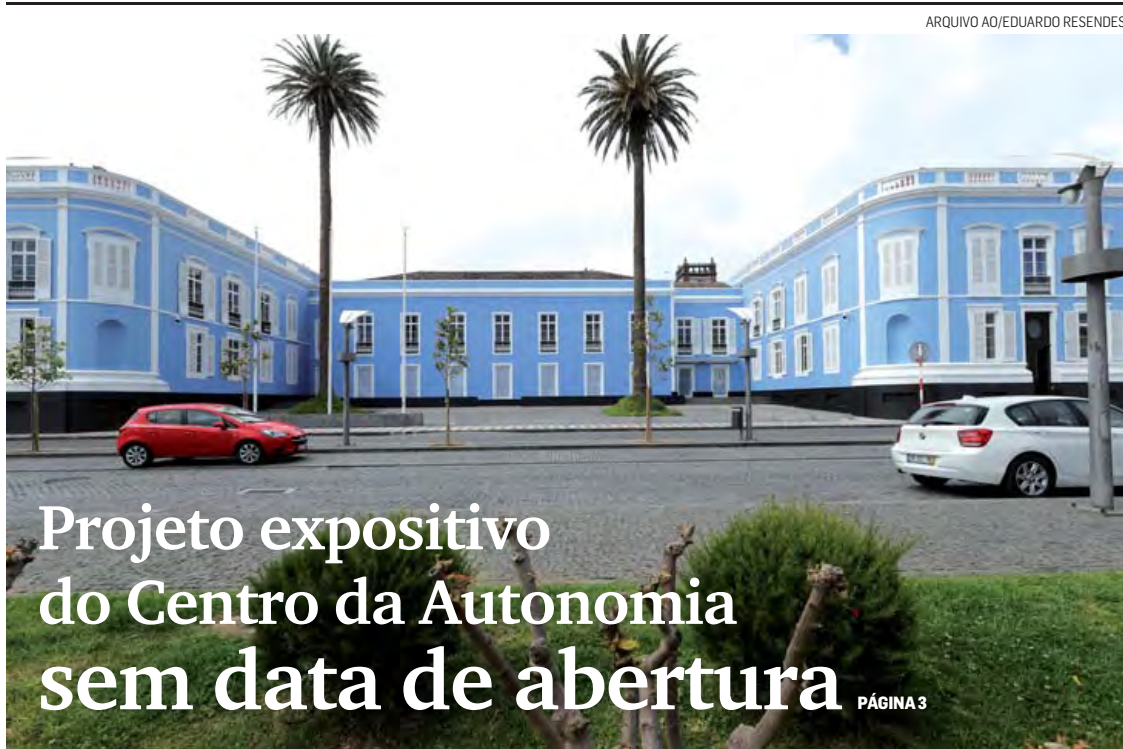 ARQUIVO AO/EDUARDO RESENDES
Projeto expositivo
do Centro da Autonomia
sem data de abertura PÁGINA 3